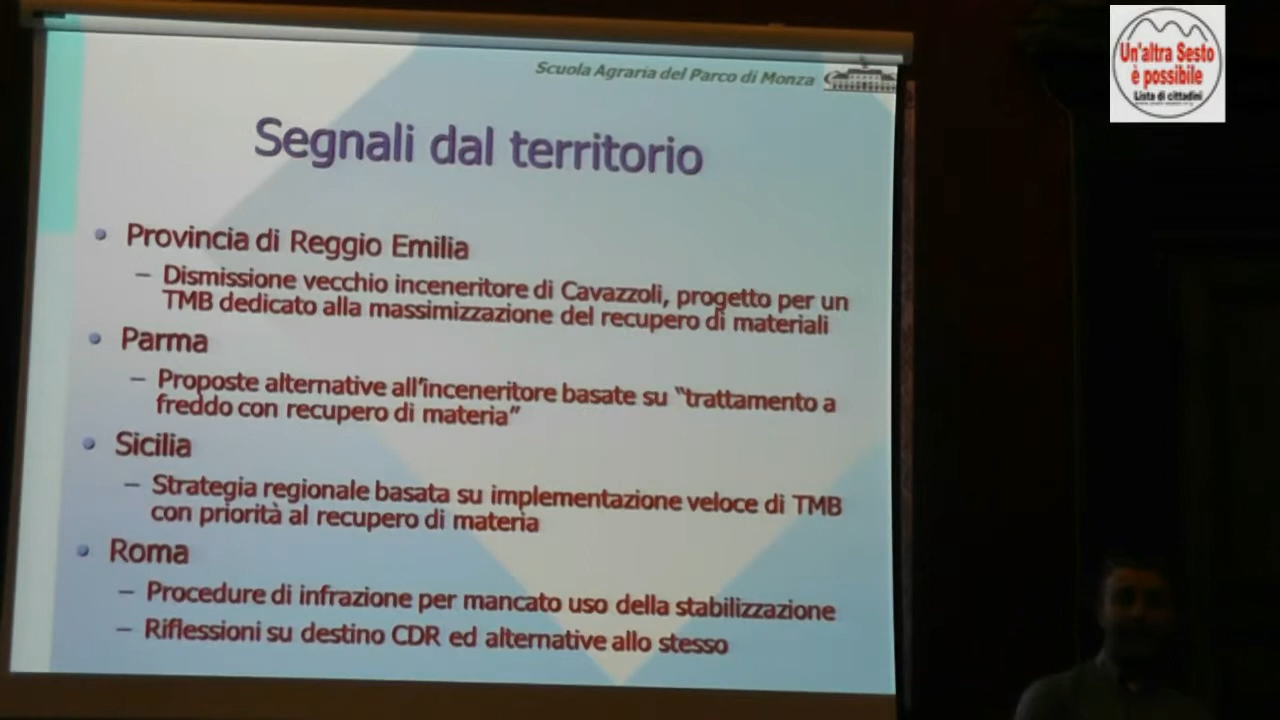 Scuola Agraria del Parco di Monza
Un'altra Sesto
è possibile
Lista di cittadini
Segnali dal territorio
• Provincia di Reggio Emilia
– Dismissione vecchio inceneritore di Cavazzoli, progetto per un
TMB dedicato alla massimizzazione del recupero di materiali
• Parma
– Proposte alternative all'inceneritore basate su "trattamento a
freddo con recupero di materia"
• Sicilia
– Strategia regionale basata su implementazione veloce di TMB
con priorità al recupero di materia
• Roma
– Procedure di infrazione per mancato uso della stabilizzazione
– Riflessioni su destino CDR ed alternative allo stesso